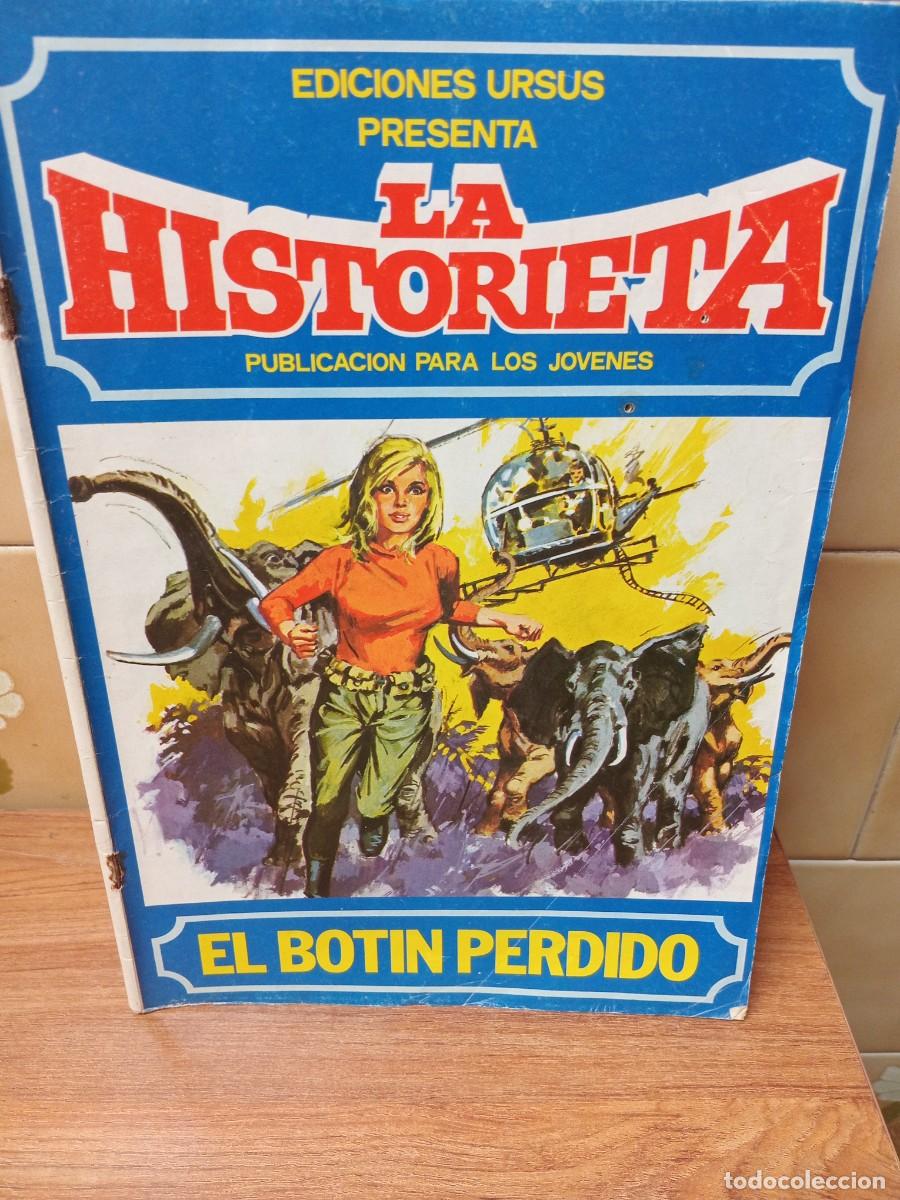 EDICIONES URSUS
PRESENTA
LA
HISTORIETA
PUBLICACION PARA LOS JOVENES
EL BOTIN PERDIDO
todocoleccion